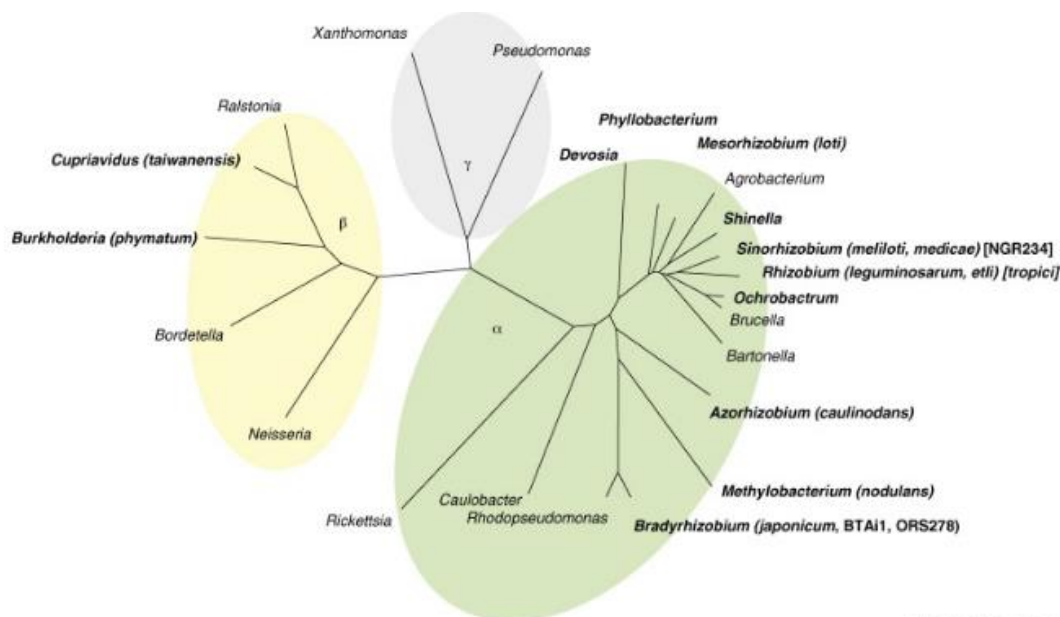 Xanthomonas
Pseudomonas
Ralstonia
Phyllobacterium
Mesorhizobium (loti)
Cupriavidus (taiwanensis)
Devosia
γ
Agrobacterium
β
Shinella
Burkholderia (phymatum)
Sinorhizobium (meliloti, medicae) [NGR234]
Rhizobium (leguminosarum, etli) [tropici]
Ochrobactrum
α
Bordetella
Brucella
Bartonella
Azorhizobium (caulinodans)
Neisseria
Methylobacterium (nodulans)
Caulobacter
Rickettsia
Rhodopseudomonas
Bradyrhizobium (japonicum, BTAi1, ORS278)